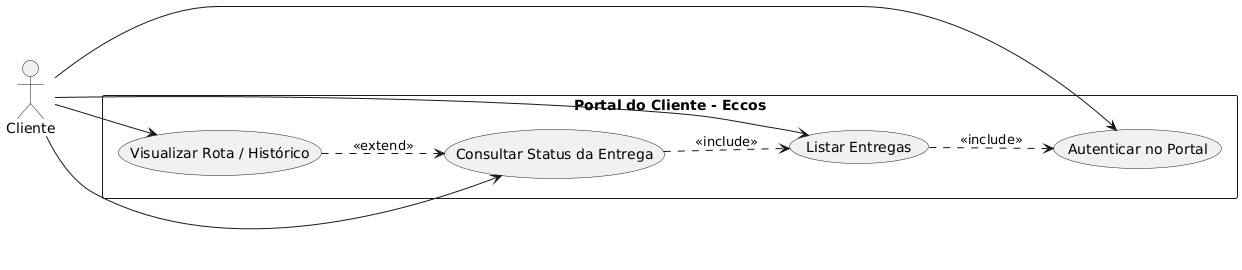 Portal do Cliente - Eccos
Cliente
Visualizar Rota / Histórico
«extend»
Consultar Status da Entrega
«include»
Listar Entregas
«include»
Autenticar no Portal